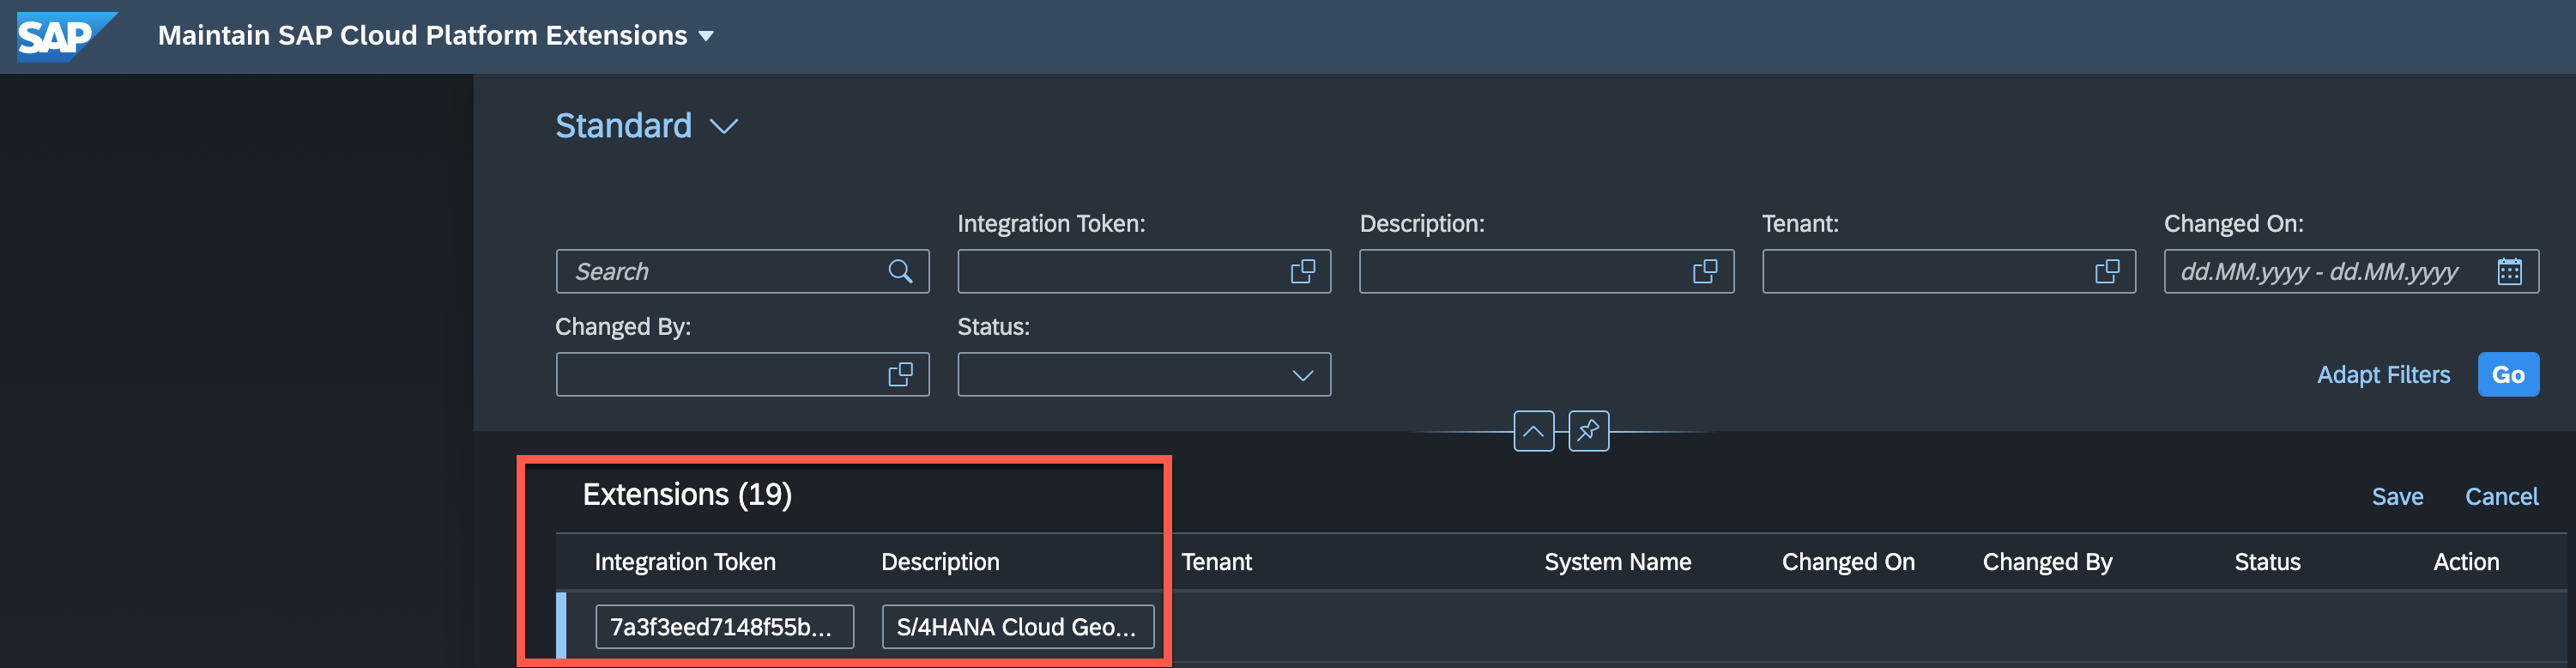 SAP Maintain SAP Cloud Platform Extensions
Standard
Integration Token: Description: Tenant: Changed On:
Search dd.MM.yyyy - dd.MM.yyyy
Changed By: Status:
Adapt Filters Go
Extensions (19) Save Cancel
Integration Token Description Tenant System Name Changed On Changed By Status Action
7a3f3eed7148f55b... S/4HANA Cloud Geo...